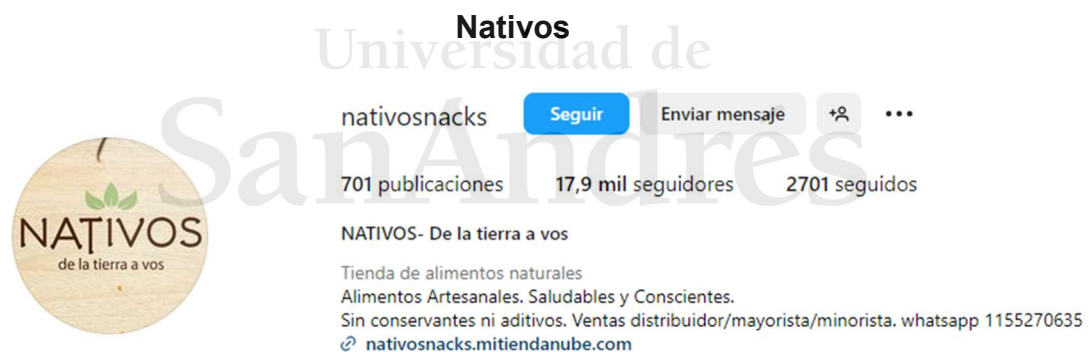 Nativos
Universidad de
SanAndrés
nativosnacks Seguir Enviar mensaje
701 publicaciones 17,9 mil seguidores 2701 seguidos
NATIVOS- De la tierra a vos
Tienda de alimentos naturales
Alimentos Artesanales. Saludables y Conscientes.
Sin conservantes ni aditivos. Ventas distribuidor/mayorista/minorista. whatsapp 1155270635
nativosnacks.mitiendanube.com
NATIVOS
de la tierra a vos